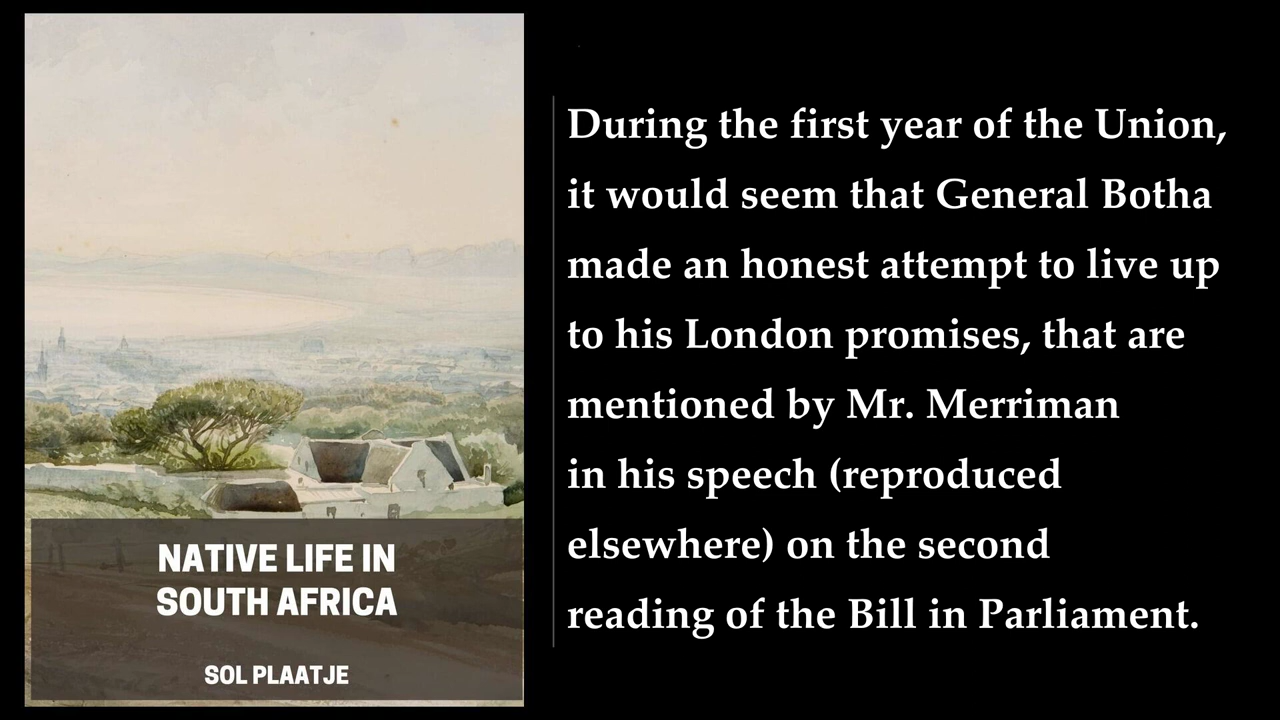 NATIVE LIFE IN
SOUTH AFRICA
SOL PLAATJE
During the first year of the Union,
it would seem that General Botha
made an honest attempt to live up
to his London promises, that are
mentioned by Mr. Merriman
in his speech (reproduced
elsewhere) on the second
reading of the Bill in Parliament.